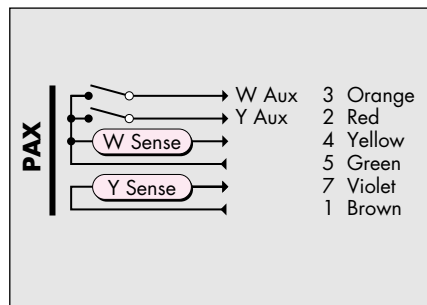 PAX
W Aux 3 Orange
Y Aux 2 Red
W Sense 4 Yellow
5 Green
Y Sense 7 Violet
1 Brown